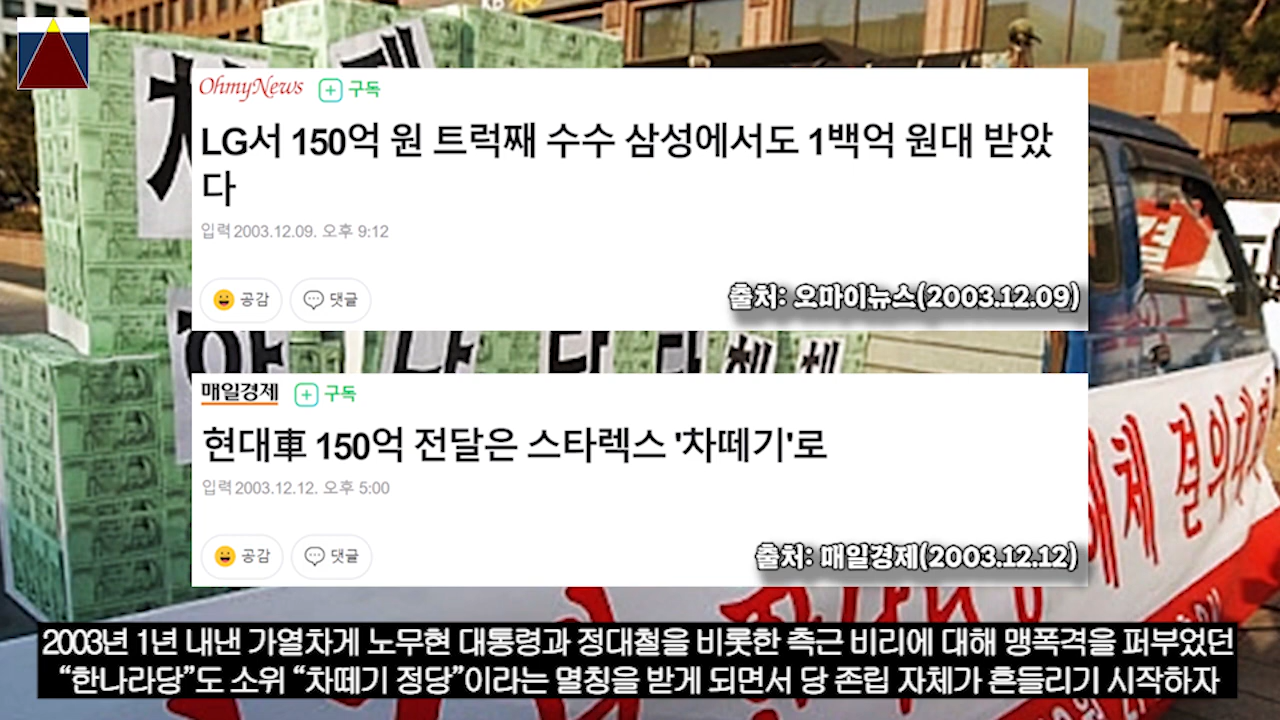 OhmyNews
구독
LG서 150억 원 트럭째 수수 삼성에서도 1백억 원대 받았
다
입력 2003.12.09. 오후 9:12
공감
댓글
출처: 오마이뉴스(2003.12.09)
매일경제
구독
현대車 150억 전달은 스타렉스 '차떼기'로
입력 2003.12.12. 오후 5:00
공감
댓글
출처: 매일경제(2003.12.12)
결의대회
2003년 1년 내낸 가열차게 노무현 대통령과 정대철을 비롯한 측근 비리에 대해 맹폭격을 퍼부었던
“한나라당”도 소위 “차떼기 정당”이라는 멸칭을 받게 되면서 당 존립 자체가 흔들리기 시작하자